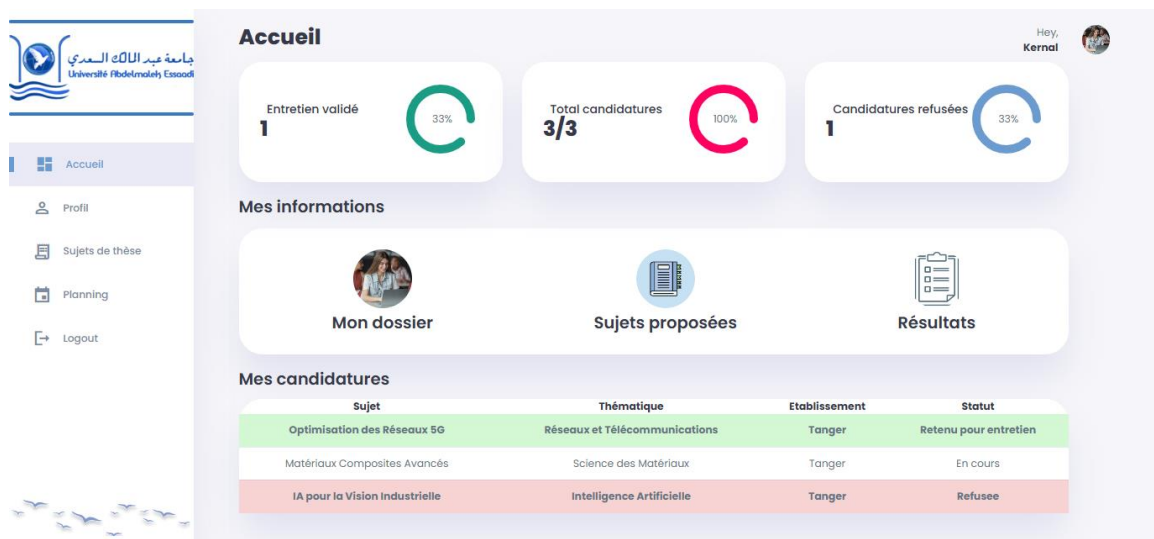 جامعة عبد المالك السعدي
Université Abdelmalek Essaadi
Accueil
Profil
Sujets de thèse
Planning
Logout
Accueil
Hey,
Kernal
Entretien validé
1
33%
Total candidatures
3/3
100%
Candidatures refusées
1
33%
Mes informations
Mon dossier
Sujets proposées
Résultats
Mes candidatures
Sujet Thématique Etablissement Statut
Optimisation des Réseaux 5G Réseaux et Télécommunications Tanger Retenu pour entretien
Matériaux Composites Avancés Science des Matériaux Tanger En cours
IA pour la Vision Industrielle Intelligence Artificielle Tanger Refusee